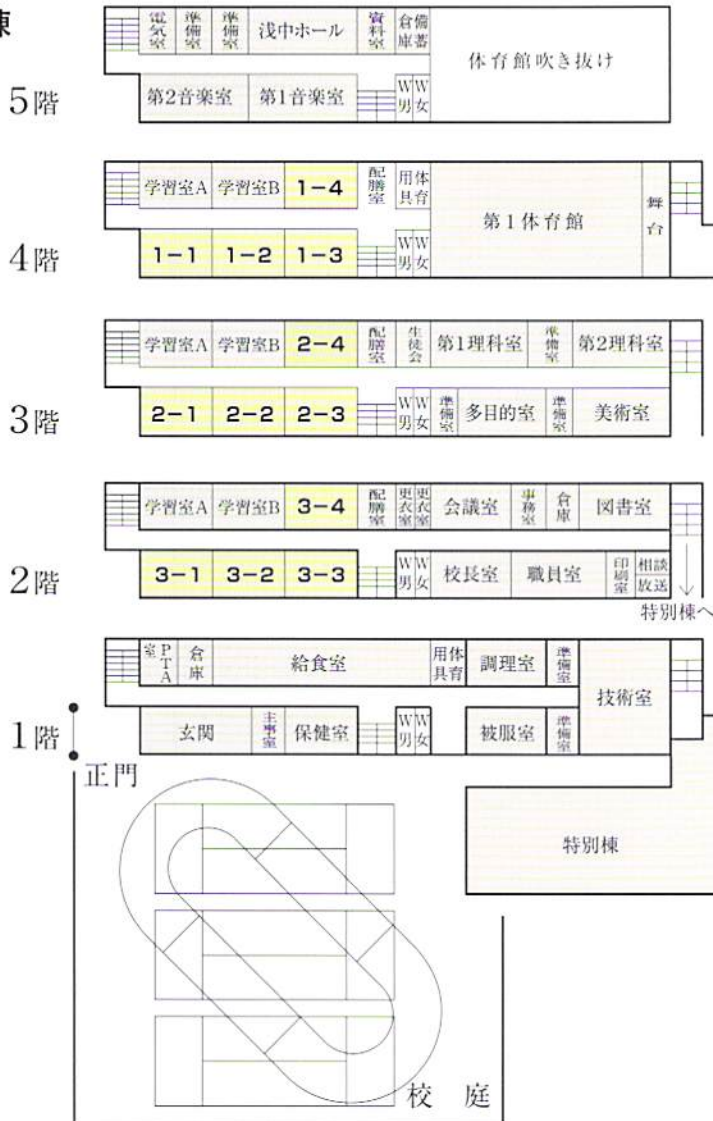 棟
5階
電気室 準備室 準備室 浅中ホール 資料室 倉庫 備蓄 体育館吹き抜け
第2音楽室 第1音楽室 W男 W女
4階
学習室A 学習室B 1-4 配膳室 用具 体育 第1体育館 舞台
1-1 1-2 1-3 W男 W女
3階
学習室A 学習室B 2-4 配膳室 生徒会 第1理科室 準備室 第2理科室
2-1 2-2 2-3 W男 W女 準備室 多目的室 準備室 美術室
2階
学習室A 学習室B 3-4 配膳室 更衣室 更衣室 会議室 事務室 倉庫 図書室
3-1 3-2 3-3 W男 W女 校長室 職員室 印刷室 相談 放送
特別棟へ
1階
PTA室 倉庫 給食室 用具 体育 調理室 準備室 技術室
玄関 主事室 保健室 W男 W女 被服室 準備室
正門
特別棟
校 庭